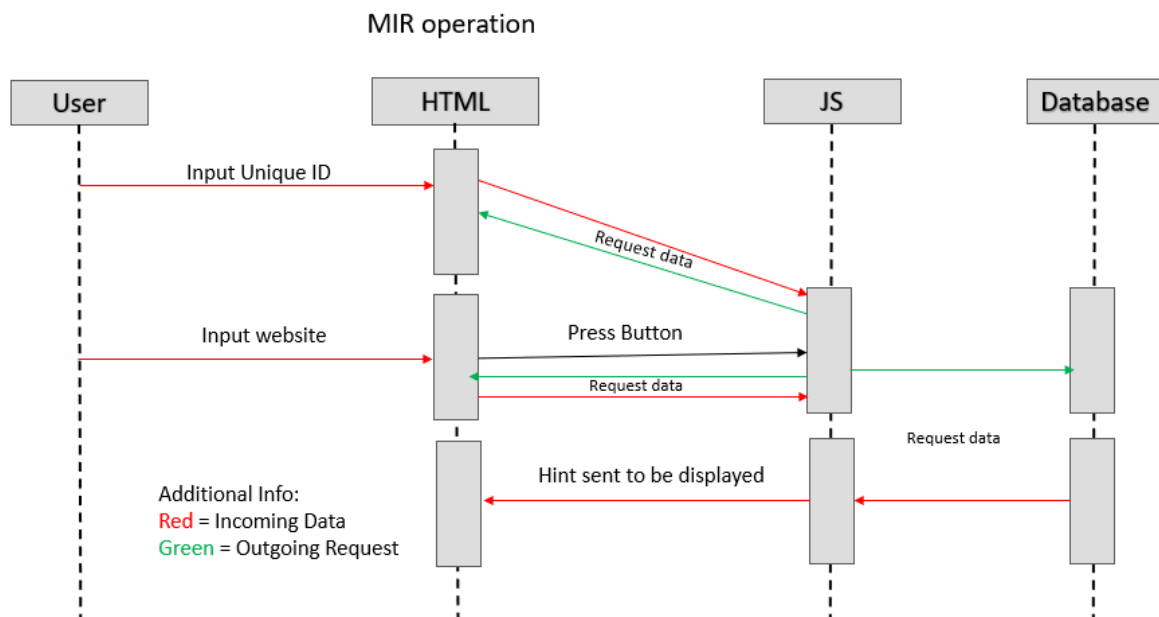 MIR operation
User
HTML
JS
Database
Input Unique ID
Request data
Input website
Press Button
Request data
Request data
Hint sent to be displayed
Additional Info:
Red = Incoming Data
Green = Outgoing Request